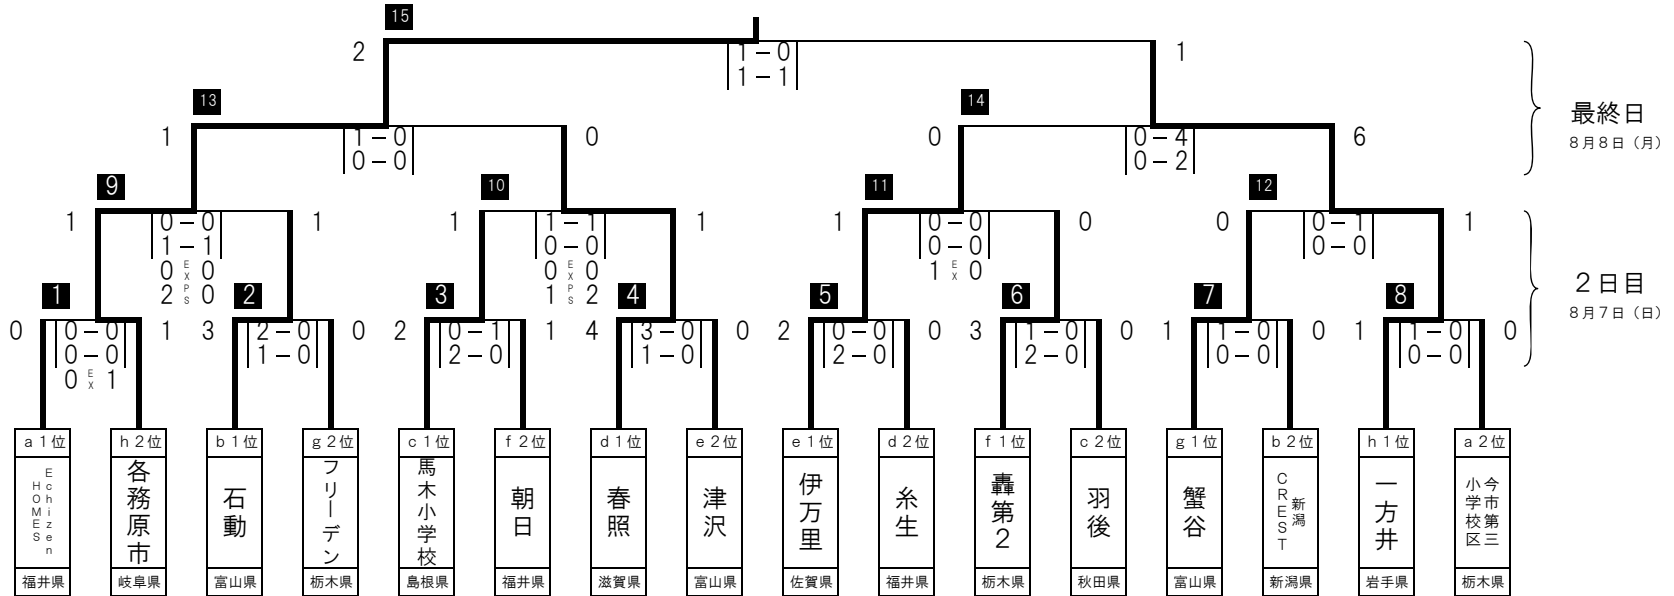 15
2
1－0
1－1
1
最終日
8月8日（月）
13
1
1－0
0－0
0
14
0
0－4
0－2
6
9
1
0－0
1－1
0 EX 0
2 PS 0
1
10
1
1－1
0－0
0 EX 0
1 PS 2
1
11
1
0－0
0－0
1 EX 0
0
12
0
0－1
0－0
1
２日目
8月7日（日）
1
0
0－0
0－0
0 EX 1
1
2
3
2－0
1－0
0
3
2
0－1
2－0
1
4
4
3－0
1－0
0
5
2
0－0
2－0
0
6
3
1－0
2－0
0
7
1
1－0
0－0
0
8
1
1－0
0－0
0
a1位
Echizen
HOMES
福井県
h2位
各務原市
岐阜県
b1位
石動
富山県
g2位
フリーデン
栃木県
c1位
馬木小学校
島根県
f2位
朝日
福井県
d1位
春照
滋賀県
e2位
津沢
富山県
e1位
伊万里
佐賀県
d2位
糸生
福井県
f1位
轟第２
栃木県
c2位
羽後
秋田県
g1位
蟹谷
富山県
b2位
新潟
CREST
新潟県
h1位
一方井
岩手県
a2位
今市第三
小学校区
栃木県